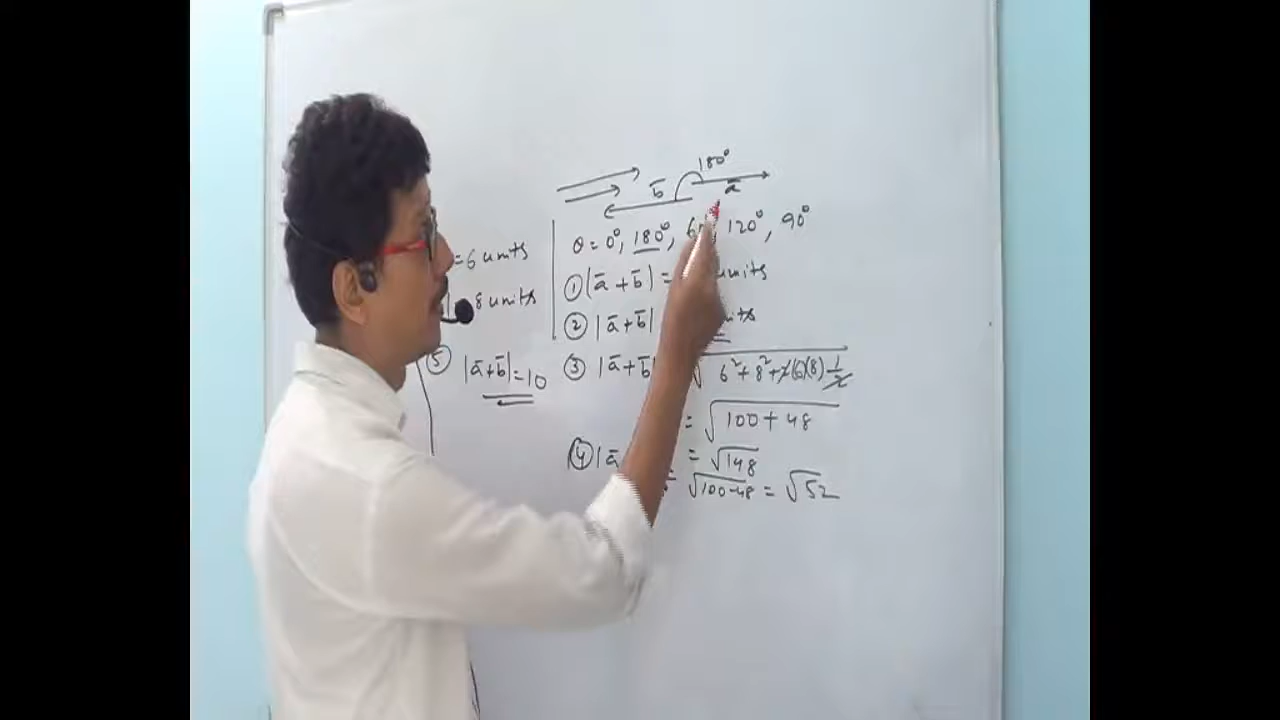 180°
b̄ ā
= 6 units
8 units
θ = 0°, 180°, 6 , 120°, 90°
① |ā + b̄| = units
② |ā + b̄|
③ |ā + b̄| √6² + 8² + 2(6)(8) 1/2
= √100 + 48
= √148
④ |ā √100-48 = √52
⑤ |ā+b̄| = 10